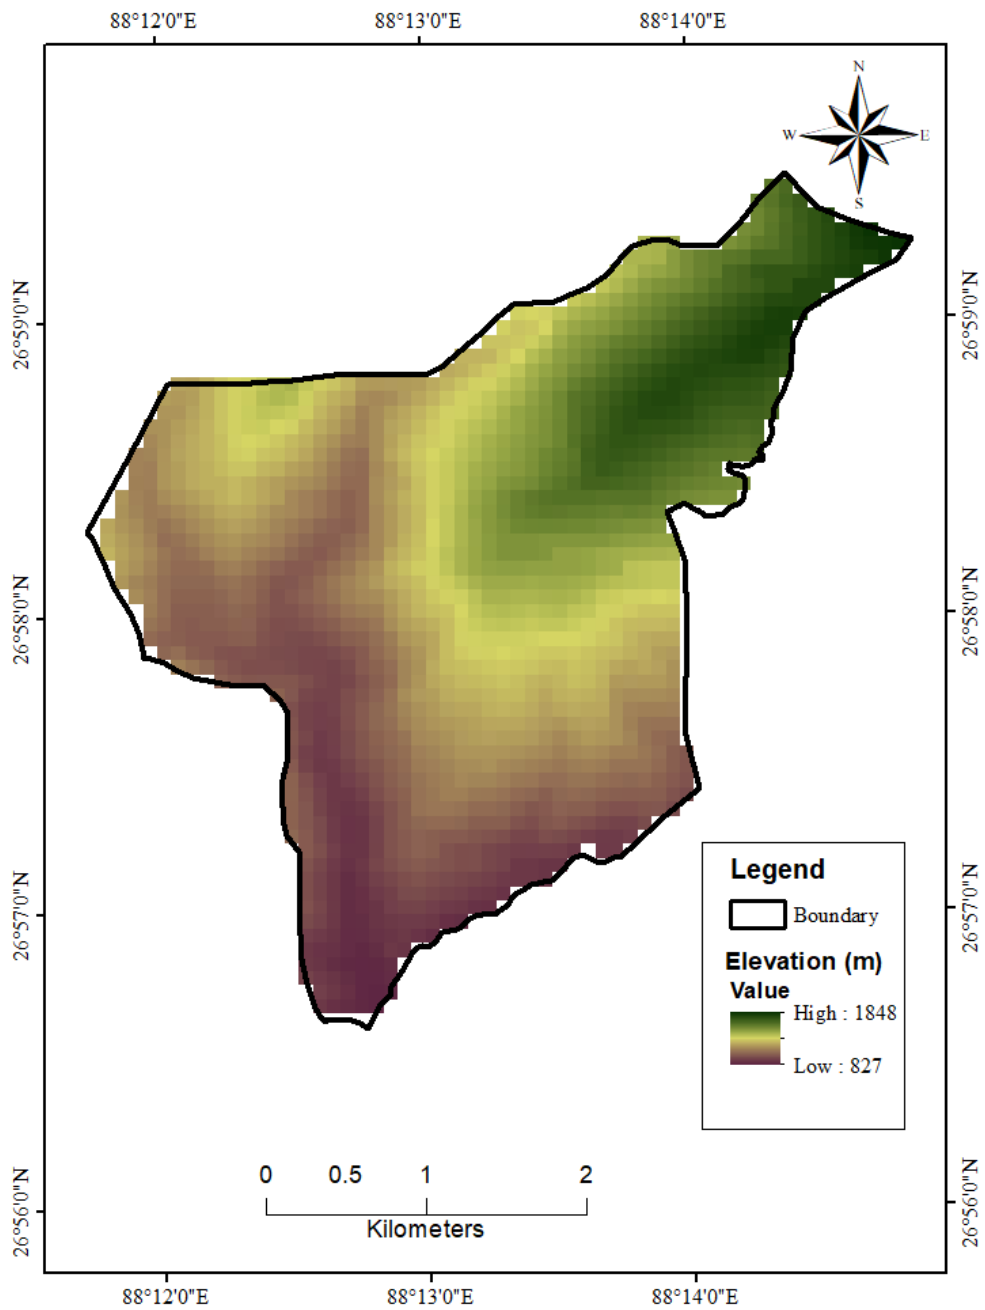 88°12'0"E
88°13'0"E
88°14'0"E
N
W
E
S
26°59'0"N
26°59'0"N
26°58'0"N
26°58'0"N
Legend
Boundary
26°57'0"N
26°57'0"N
Elevation (m)
Value
High : 1848
Low : 827
0 0.5 1 2
Kilometers
26°56'0"N
26°56'0"N
88°12'0"E
88°13'0"E
88°14'0"E